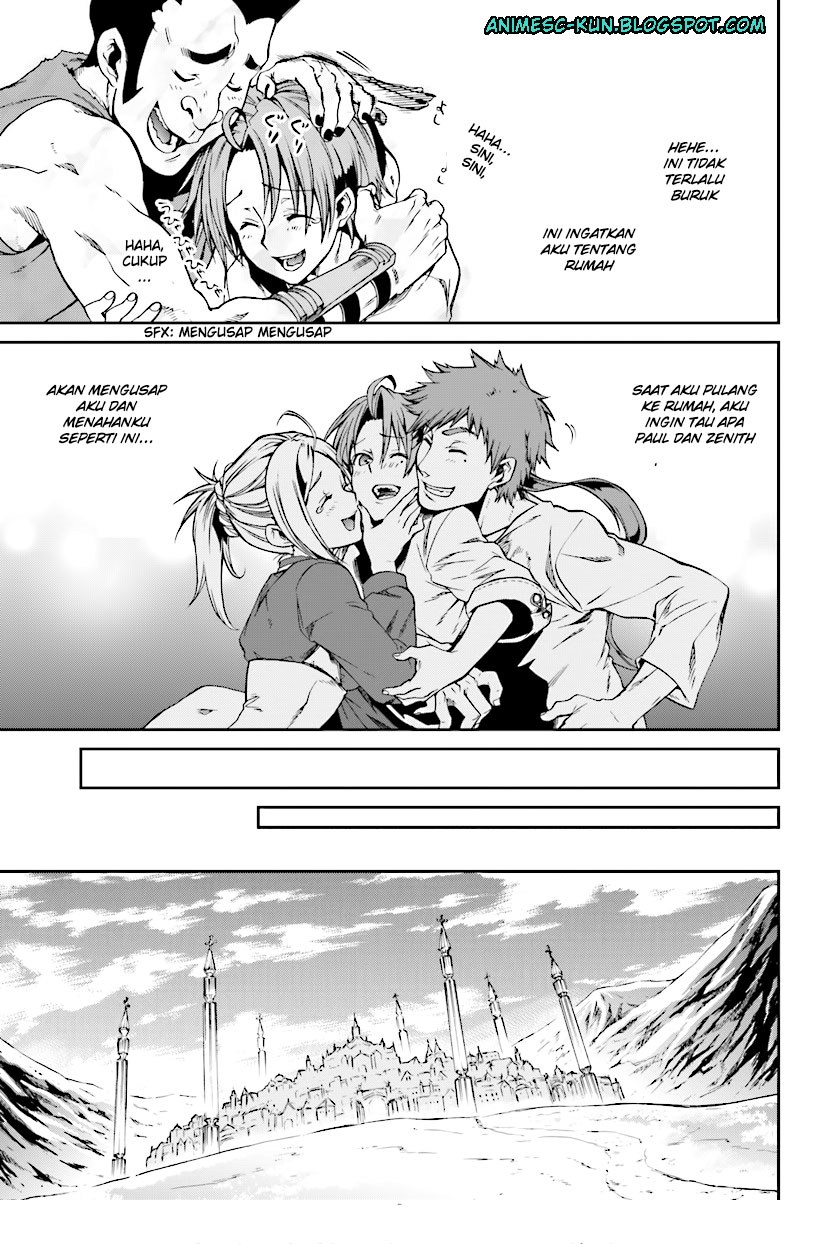 ANIMESC-KUN.BLOGSPOT.COM
HEHE...
INI TIDAK
TERLALU
BURUK
HAHA...
SINI,
SINI,
INI INGATKAN
AKU TENTANG
RUMAH
HAHA,
CUKUP
...
SFX: MENGUSAP MENGUSAP
SAAT AKU PULANG
KE RUMAH, AKU
INGIN TAU APA
PAUL DAN ZENITH
AKAN MENGUSAP
AKU DAN
MENAHANKU
SEPERTI INI...